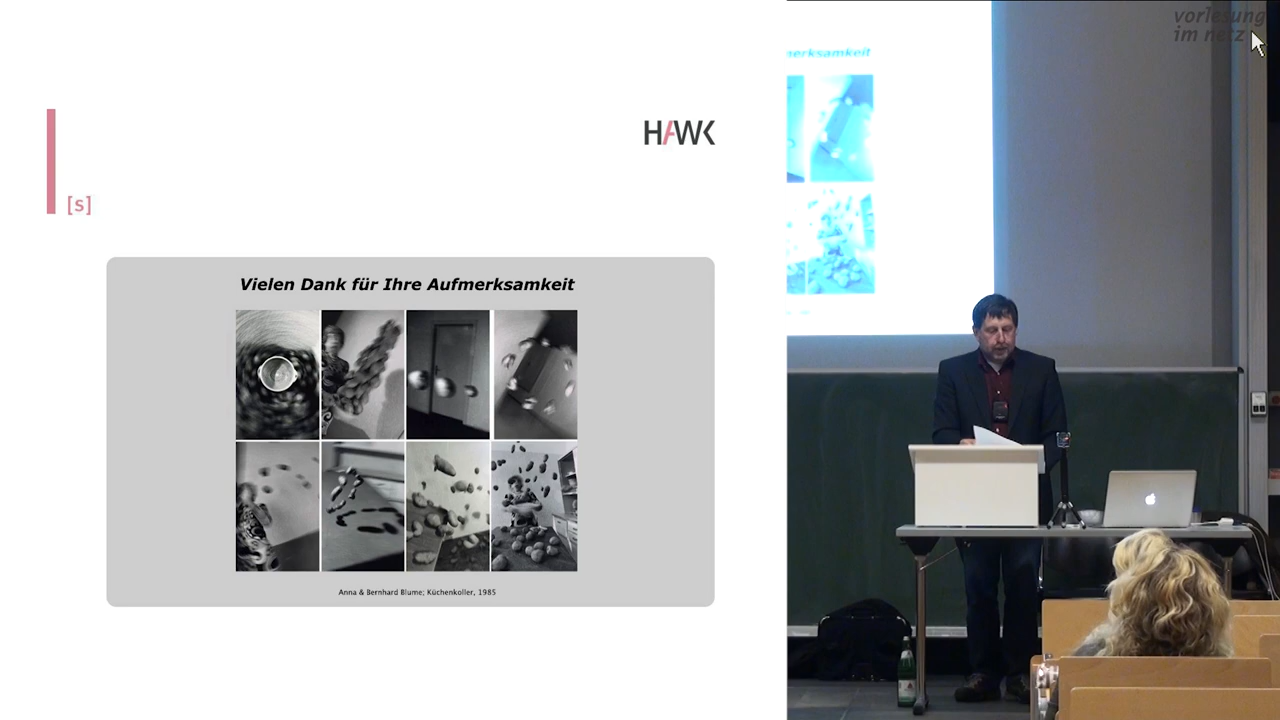 HAWK
[s]
Vielen Dank für Ihre Aufmerksamkeit
Anna & Bernhard Blume; Küchenkoller, 1985
vorlesung
im netz
merksamkeit